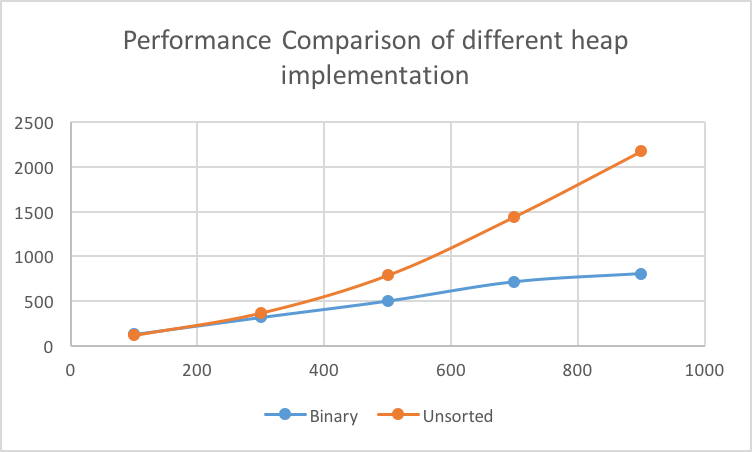 Performance Comparison of different heap
implementation
2500
2000
1500
1000
500
0
0 200 400 600 800 1000
Binary Unsorted